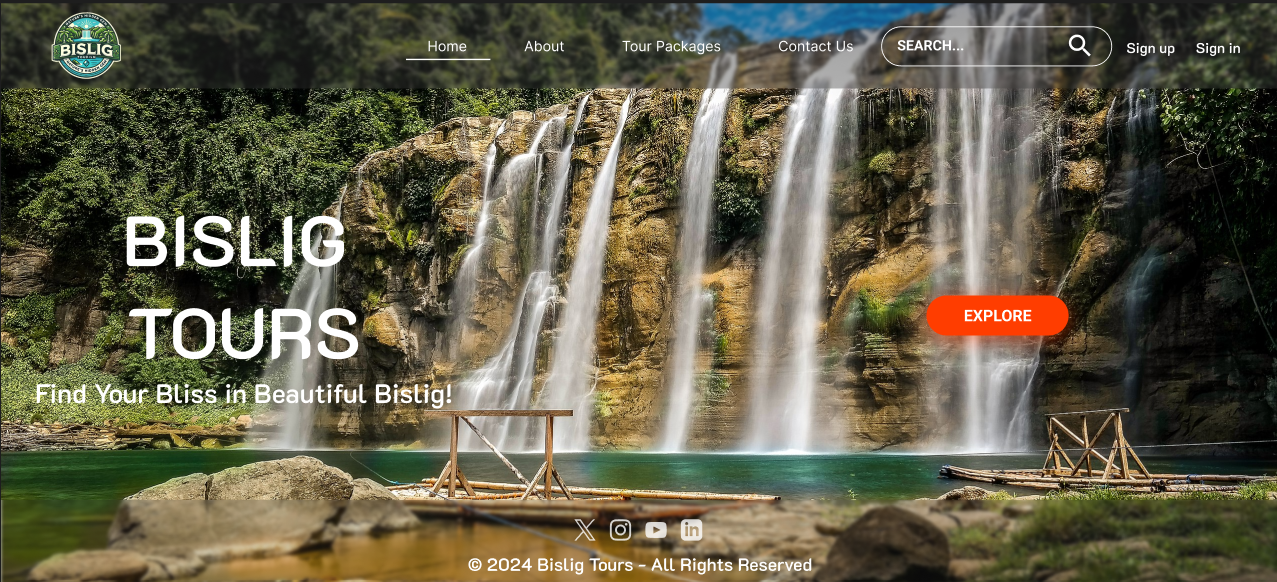 BISLIG
Home
About
Tour Packages
Contact Us
SEARCH...
Sign up
Sign in
BISLIG
TOURS
Find Your Bliss in Beautiful Bislig!
EXPLORE
© 2024 Bislig Tours - All Rights Reserved